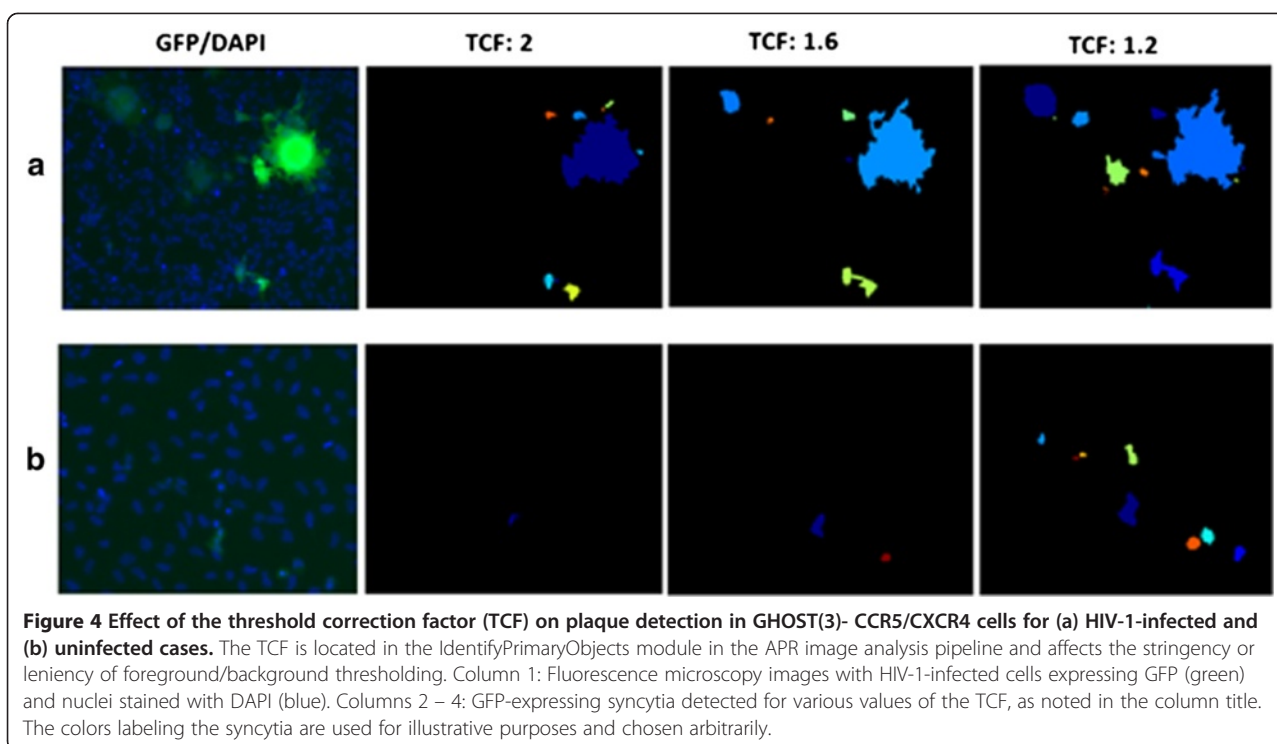 GFP/DAPI TCF: 2 TCF: 1.6 TCF: 1.2
a
b
Figure 4 Effect of the threshold correction factor (TCF) on plaque detection in GHOST(3)- CCR5/CXCR4 cells for (a) HIV-1-infected and
(b) uninfected cases. The TCF is located in the IdentifyPrimaryObjects module in the APR image analysis pipeline and affects the stringency or
leniency of foreground/background thresholding. Column 1: Fluorescence microscopy images with HIV-1-infected cells expressing GFP (green)
and nuclei stained with DAPI (blue). Columns 2 – 4: GFP-expressing syncytia detected for various values of the TCF, as noted in the column title.
The colors labeling the syncytia are used for illustrative purposes and chosen arbitrarily.